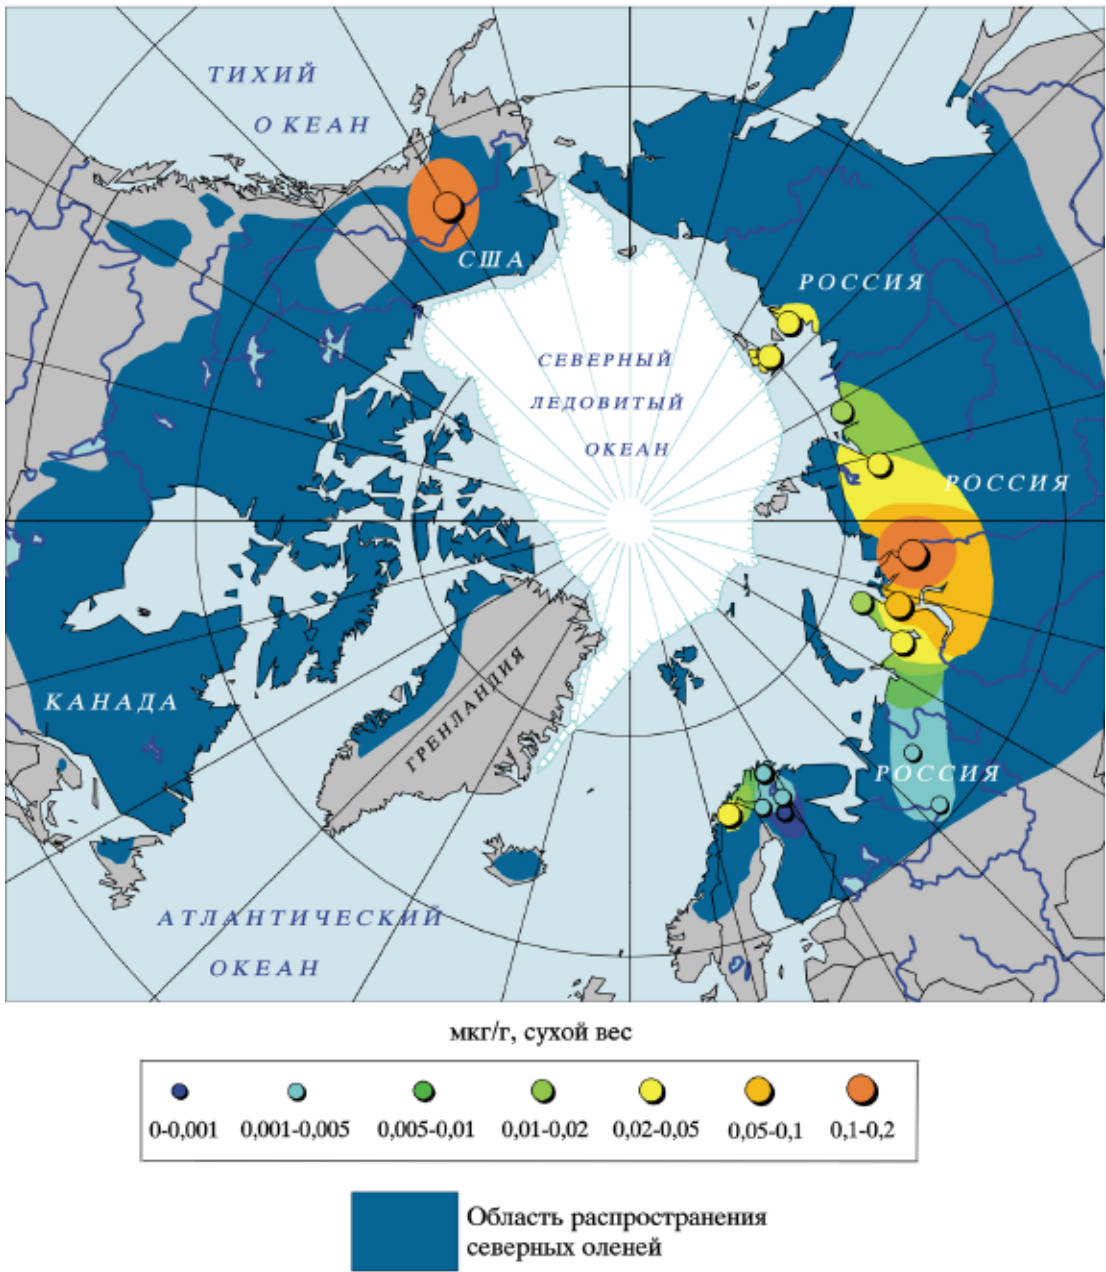 ТИХИЙ
ОКЕАН
США
РОССИЯ
СЕВЕРНЫЙ
ЛЕДОВИТЫЙ
ОКЕАН
РОССИЯ
КАНАДА
ГРЕНЛАНДИЯ
РОССИЯ
АТЛАНТИЧЕСКИЙ
ОКЕАН
мкг/г, сухой вес
0-0,001 0,001-0,005 0,005-0,01 0,01-0,02 0,02-0,05 0,05-0,1 0,1-0,2
Область распространения
северных оленей